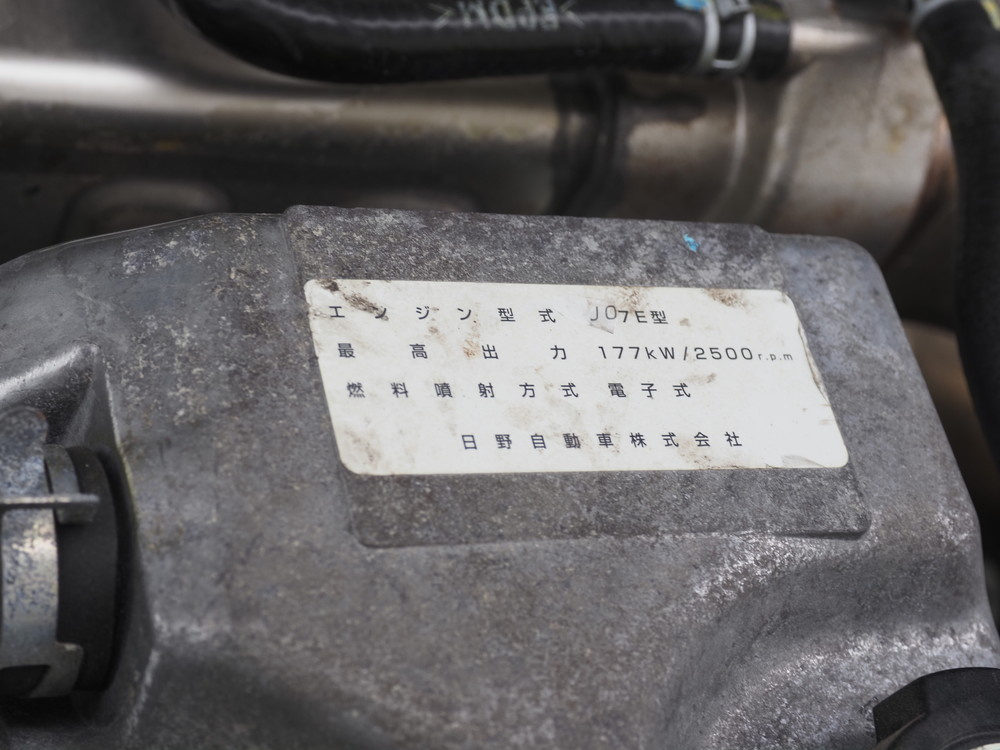 >EPDM<
エンジン型式 J07E型
最高出力 177kW/2500r.p.m
燃料噴射方式 電子式
日野自動車株式会社